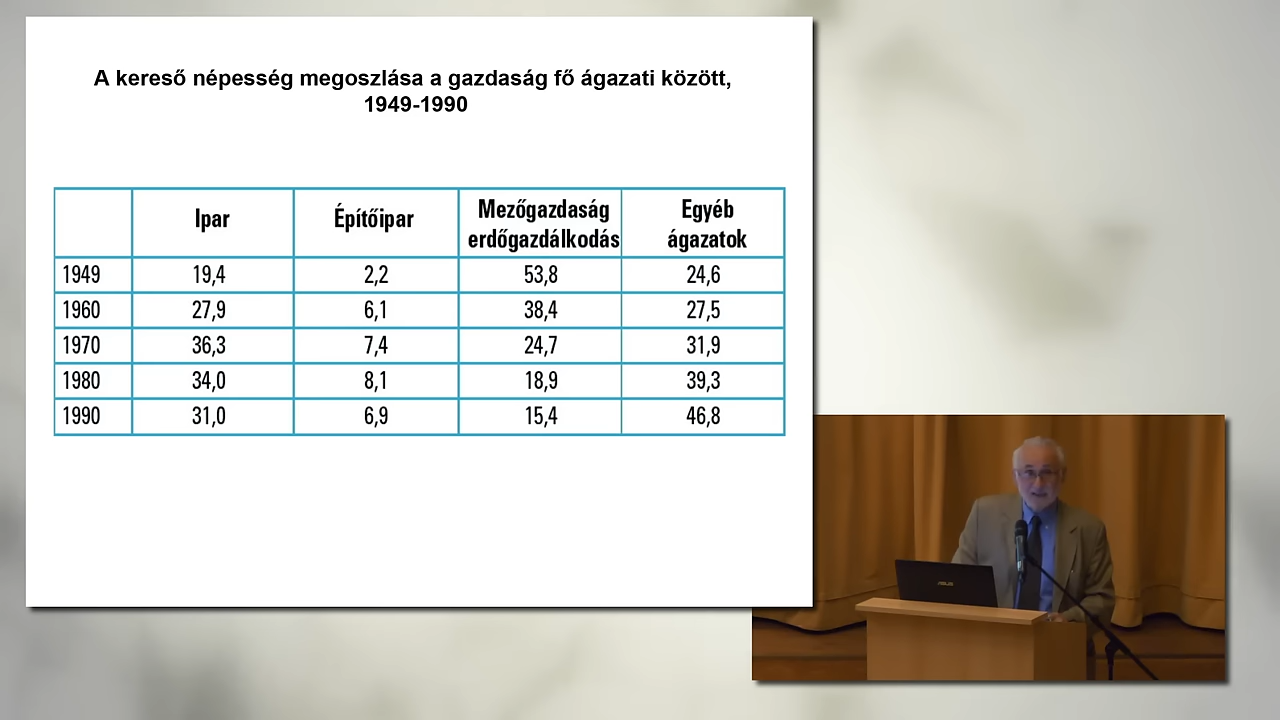 A kereső népesség megoszlása a gazdaság fő ágazati között,
1949-1990
Ipar Építőipar Mezőgazdaság erdőgazdálkodás Egyéb ágazatok
1949 19,4 2,2 53,8 24,6
1960 27,9 6,1 38,4 27,5
1970 36,3 7,4 24,7 31,9
1980 34,0 8,1 18,9 39,3
1990 31,0 6,9 15,4 46,8
ASUS